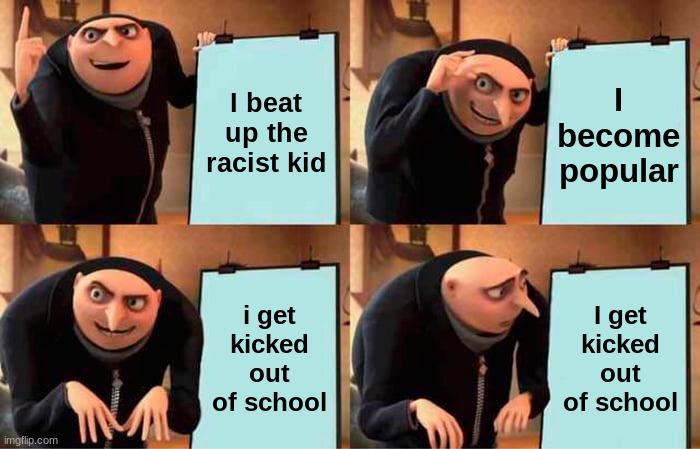 I beat
up the
racist kid
I
become
popular
i get
kicked
out
of school
I get
kicked
out
of school
imgflip.com